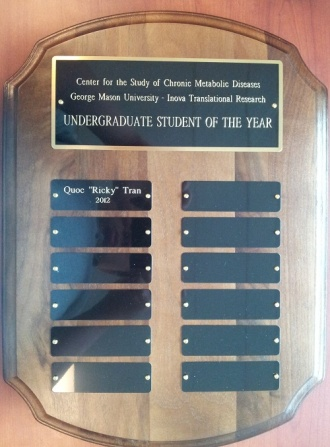 Center for the Study of Chronic Metabolic Diseases
George Mason University - Inova Translational Research
UNDERGRADUATE STUDENT OF THE YEAR
Quoc "Ricky" Tran
2012